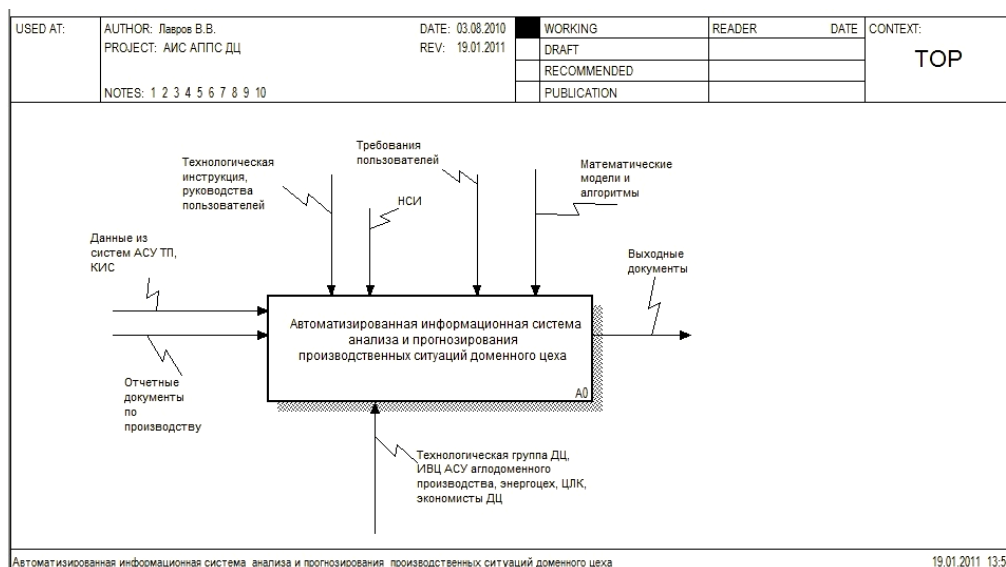 USED AT:
AUTHOR: Лавров В.В.
DATE: 03.08.2010
WORKING
READER
DATE
CONTEXT:
PROJECT: АИС АППС ДЦ
REV: 19.01.2011
DRAFT
TOP
RECOMMENDED
NOTES: 1 2 3 4 5 6 7 8 9 10
PUBLICATION
Технологическая
инструкция,
руководства
пользователей
НСИ
Требования
пользователей
Математические
модели и
алгоритмы
Данные из
систем АСУ ТП,
КИС
Отчетные
документы
по
производству
Автоматизированная информационная система
анализа и прогнозирования
производственных ситуаций доменного цеха
A0
Выходные
документы
Технологическая группа ДЦ,
ИВЦ АСУ аглодоменного
производства, энергоцех, ЦЛК,
экономисты ДЦ
Автоматизированная информационная система анализа и прогнозирования производственных ситуаций доменного цеха
19.01.2011 13:5